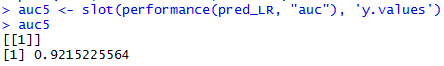 > auc5 <- slot(performance(pred_LR, "auc"), 'y.values')
> auc5
[[1]]
[1] 0.9215225564